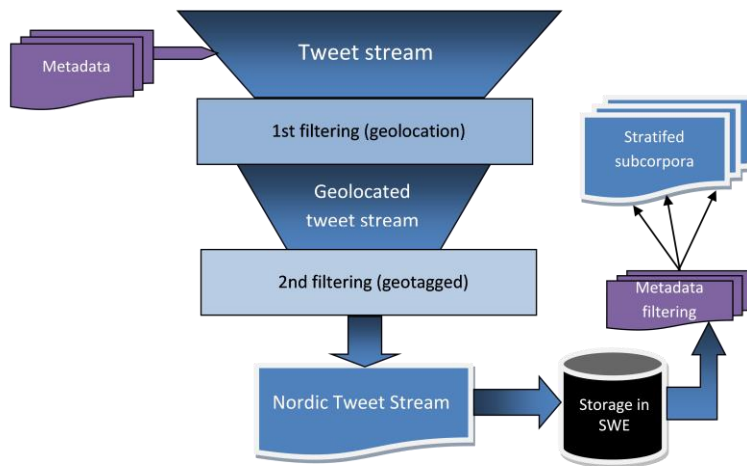 Tweet stream
Metadata
1st filtering (geolocation)
Stratifed
subcorpora
Geolocated
tweet stream
2nd filtering (geotagged)
Metadata
filtering
Nordic Tweet Stream
Storage in
SWE